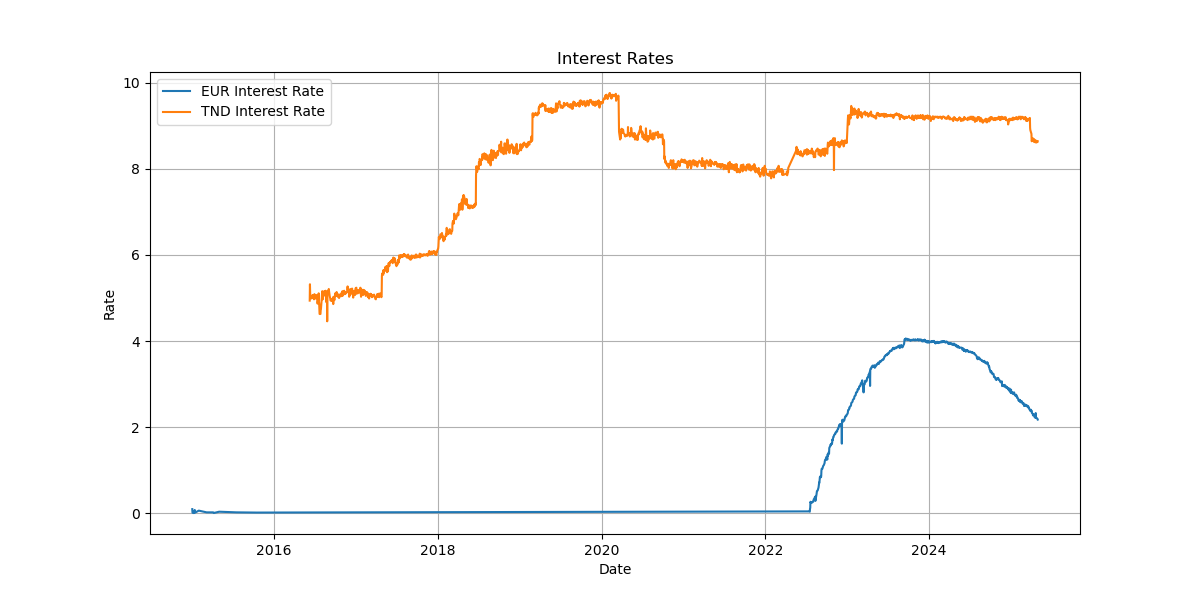 Interest Rates
EUR Interest Rate
TND Interest Rate
10
8
6
4
2
0
Rate
2016
2018
2020
2022
2024
Date